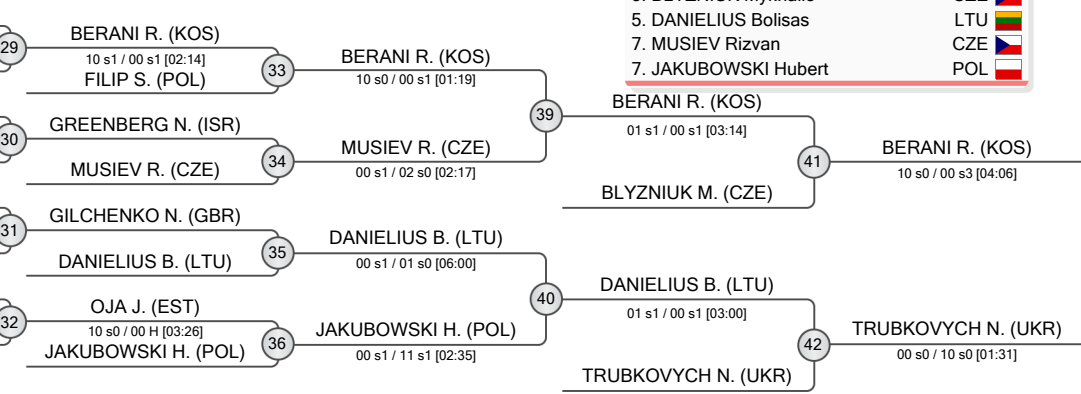 5. DANIELIUS Bolisas LTU
7. MUSIEV Rizvan CZE
7. JAKUBOWSKI Hubert POL
29
BERANI R. (KOS)
10 s1 / 00 s1 [02:14]
FILIP S. (POL)
33
BERANI R. (KOS)
10 s0 / 00 s1 [01:19]
30
GREENBERG N. (ISR)
MUSIEV R. (CZE)
34
MUSIEV R. (CZE)
00 s1 / 02 s0 [02:17]
39
BERANI R. (KOS)
01 s1 / 00 s1 [03:14]
BLYZNIUK M. (CZE)
41
BERANI R. (KOS)
10 s0 / 00 s3 [04:06]
31
GILCHENKO N. (GBR)
DANIELIUS B. (LTU)
35
DANIELIUS B. (LTU)
00 s1 / 01 s0 [06:00]
32
OJA J. (EST)
10 s0 / 00 H [03:26]
JAKUBOWSKI H. (POL)
36
JAKUBOWSKI H. (POL)
00 s1 / 11 s1 [02:35]
40
DANIELIUS B. (LTU)
01 s1 / 00 s1 [03:00]
TRUBKOVYCH N. (UKR)
42
TRUBKOVYCH N. (UKR)
00 s0 / 10 s0 [01:31]